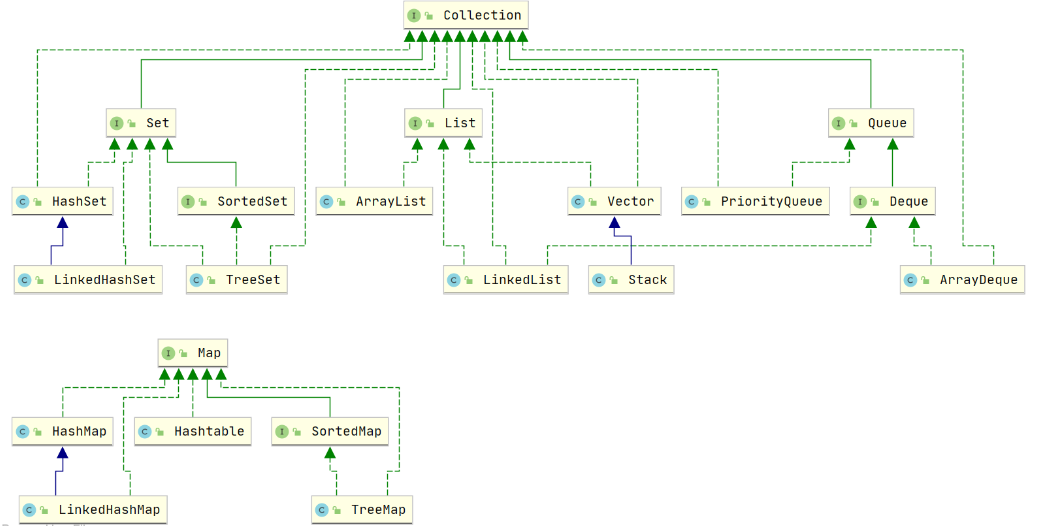 I Collection
I Set
I List
I Queue
C HashSet
I SortedSet
C ArrayList
C Vector
C PriorityQueue
I Deque
C LinkedHashSet
C TreeSet
C LinkedList
C Stack
C ArrayDeque
I Map
C HashMap
C Hashtable
I SortedMap
C LinkedHashMap
C TreeMap